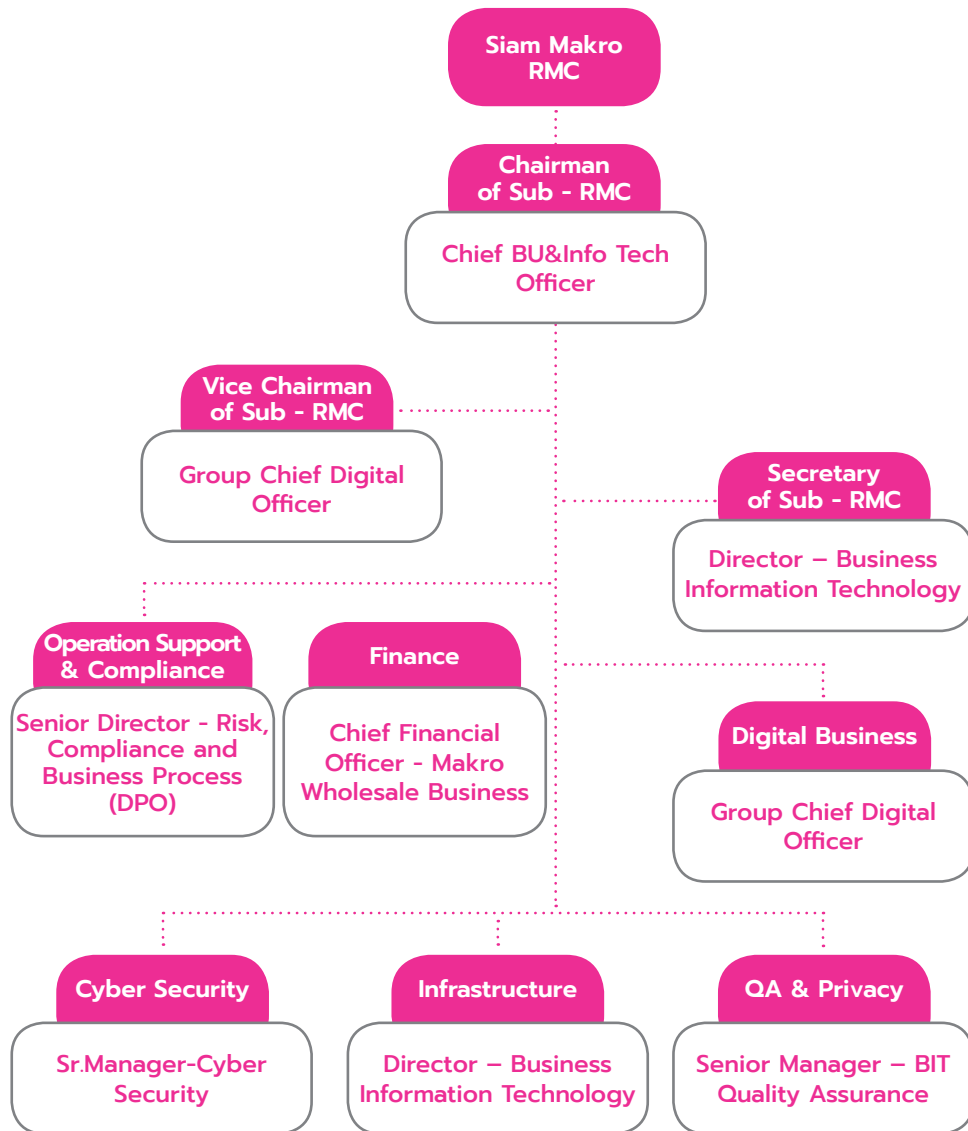 Siam Makro
RMC
Chairman
of Sub - RMC
Chief BU&Info Tech
Officer
Vice Chairman
of Sub - RMC
Group Chief Digital
Officer
Secretary
of Sub - RMC
Director – Business
Information Technology
Operation Support
& Compliance
Senior Director - Risk,
Compliance and
Business Process
(DPO)
Finance
Chief Financial
Officer - Makro
Wholesale Business
Digital Business
Group Chief Digital
Officer
Cyber Security
Sr.Manager-Cyber
Security
Infrastructure
Director – Business
Information Technology
QA & Privacy
Senior Manager – BIT
Quality Assurance